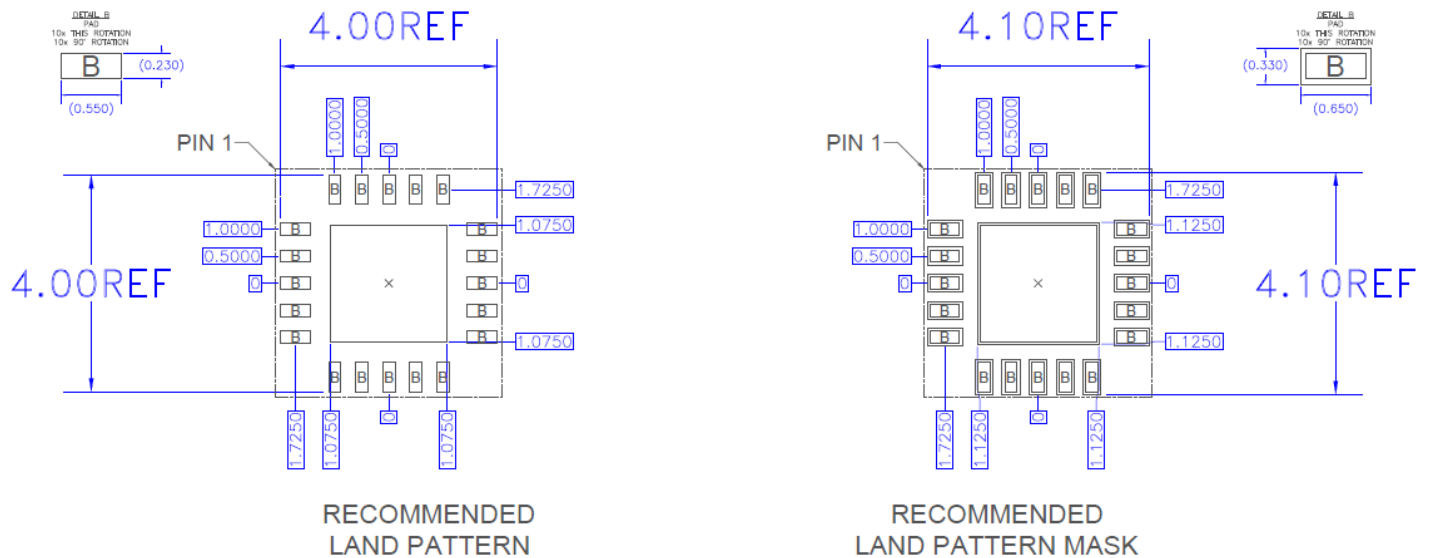 DETAIL B
PAD
10x THIS ROTATION
10x 90° ROTATION
B
(0.230)
(0.550)
4.00REF
PIN 1
1.0000
0.5000
0
B B B B B
1.7250
1.0750
1.0000
B
B
0.5000
B
B
4.00REF
0
B
B
0
B
B
B
B
1.0750
B B B B B
0
1.7250
1.0750
1.0750
RECOMMENDED
LAND PATTERN
4.10REF
DETAIL B
PAD
10x THIS ROTATION
10x 90° ROTATION
B
(0.330)
(0.650)
PIN 1
1.0000
0.5000
0
B B B B B
1.7250
1.1250
1.0000
B
B
0.5000
B
B
0
B
B
0
4.10REF
B
B
B
B
1.1250
B B B B B
0
1.7250
1.1250
1.1250
RECOMMENDED
LAND PATTERN MASK